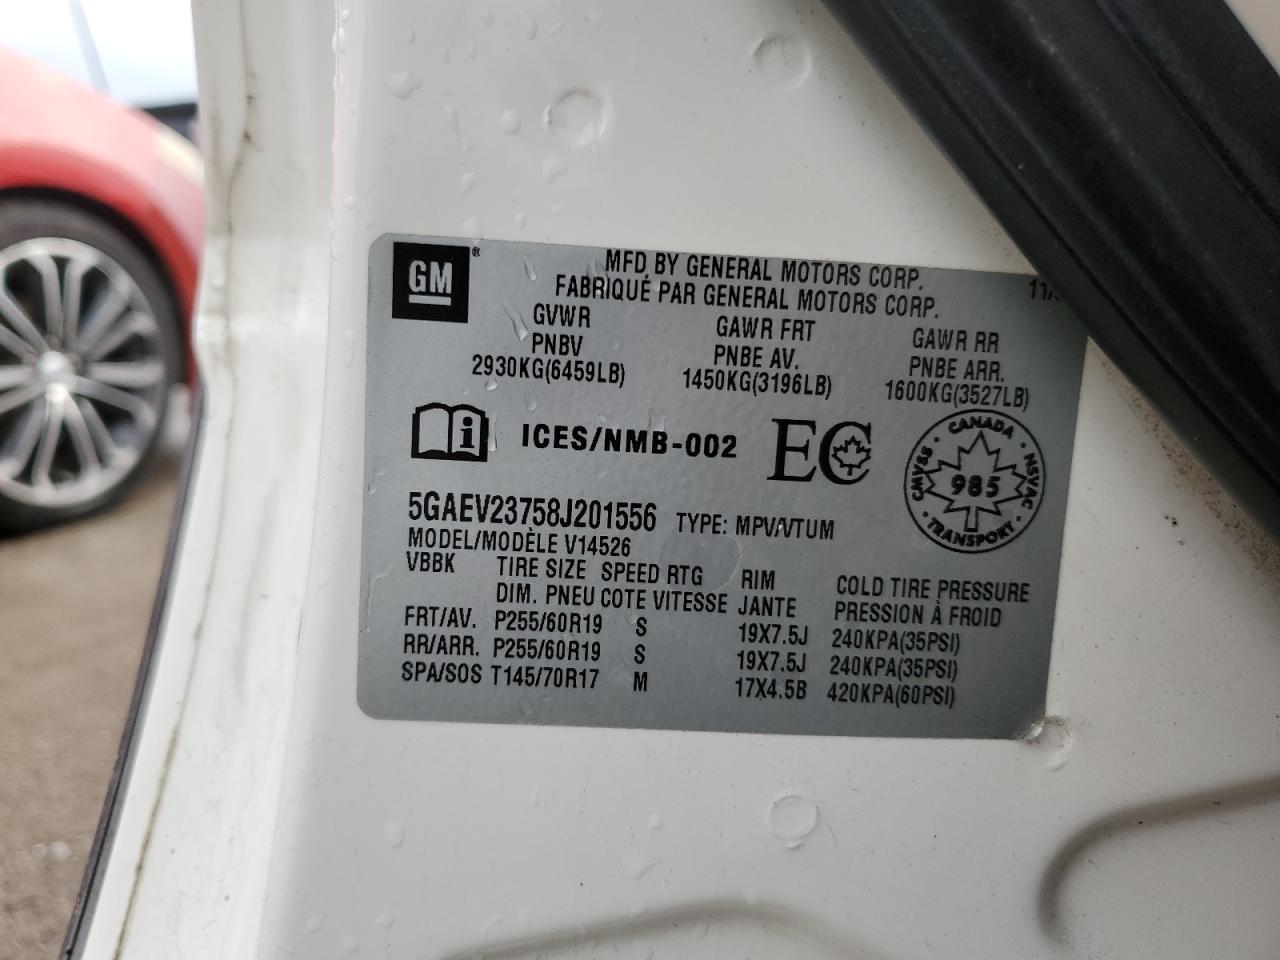 GM ®
MFD BY GENERAL MOTORS CORP.
FABRIQUÉ PAR GENERAL MOTORS CORP.
GVWR GAWR FRT GAWR RR
PNBV PNBE AV. PNBE ARR.
2930KG(6459LB) 1450KG(3196LB) 1600KG(3527LB)
ICES/NMB-002 EC
CANADA
CMVSS 985 NSVAC
TRANSPORT
5GAEV23758J201556 TYPE: MPV/VTUM
MODEL/MODÈLE V14526
VBBK TIRE SIZE SPEED RTG RIM COLD TIRE PRESSURE
DIM. PNEU COTE VITESSE JANTE PRESSION À FROID
FRT/AV. P255/60R19 S 19X7.5J 240KPA(35PSI)
RR/ARR. P255/60R19 S 19X7.5J 240KPA(35PSI)
SPA/SOS T145/70R17 M 17X4.5B 420KPA(60PSI)